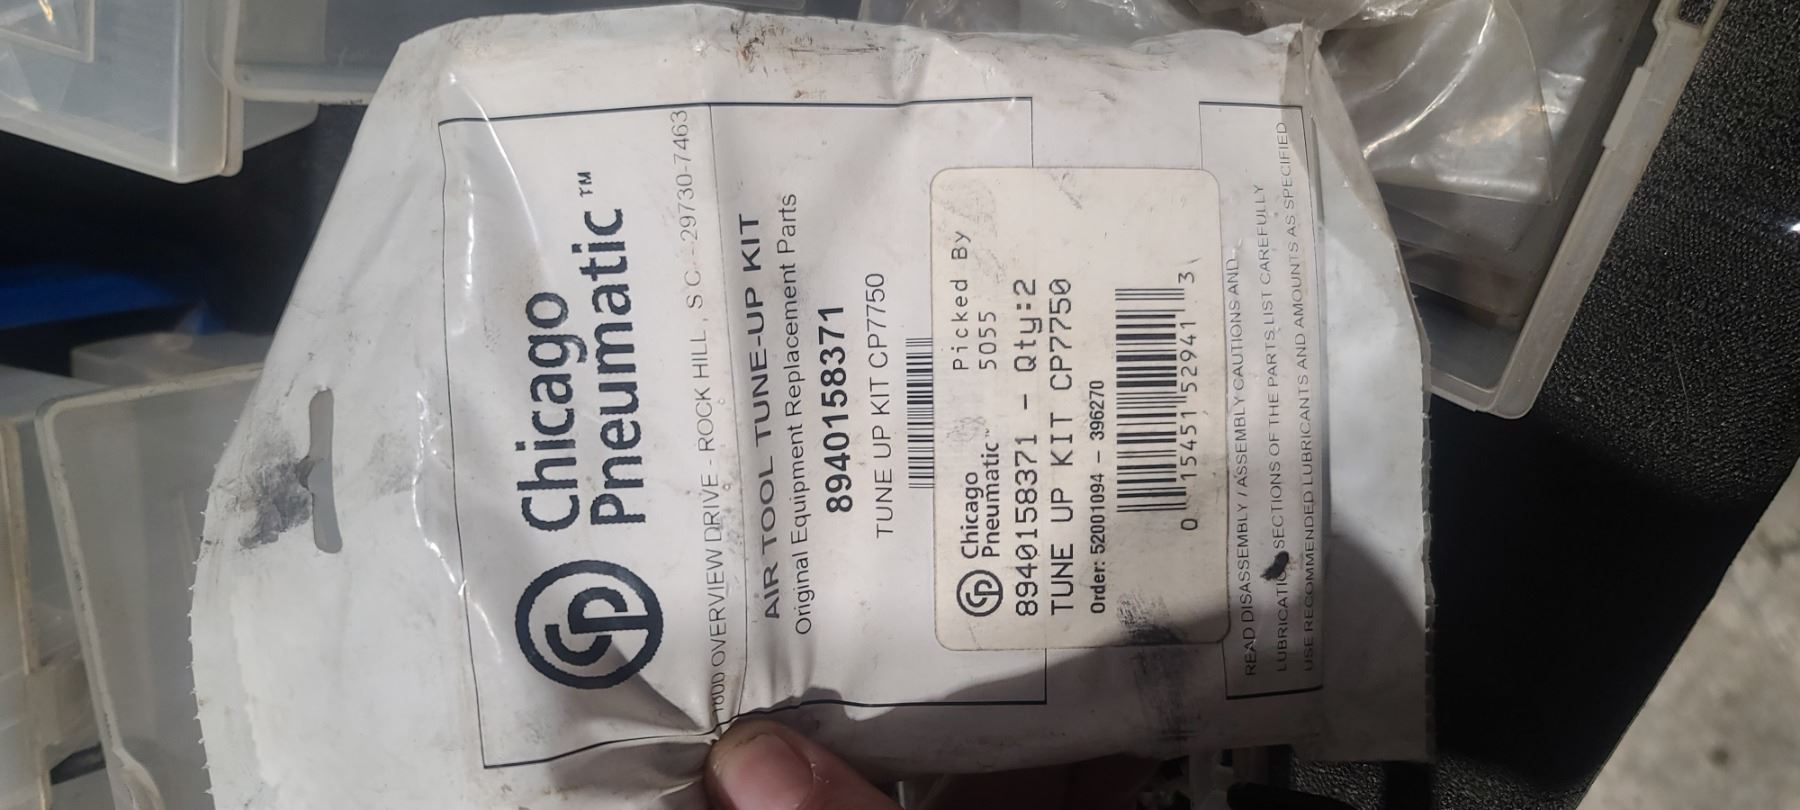 Chicago
Pneumatic™
1800 OVERVIEW DRIVE - ROCK HILL, S.C. - 29730-7463
AIR TOOL TUNE-UP KIT
Original Equipment Replacement Parts
8940158371
TUNE UP KIT CP7750
Chicago
Pneumatic™
Picked By
5055
8940158371 - Qty:2
TUNE UP KIT CP7750
Order: 52001094 - 396270
0 15451 52941 3
READ DISASSEMBLY / ASSEMBLY CAUTIONS AND
LUBRICATION SECTIONS OF THE PARTS LIST CAREFULLY
USE RECOMMENDED LUBRICANTS AND AMOUNTS AS SPECIFIED